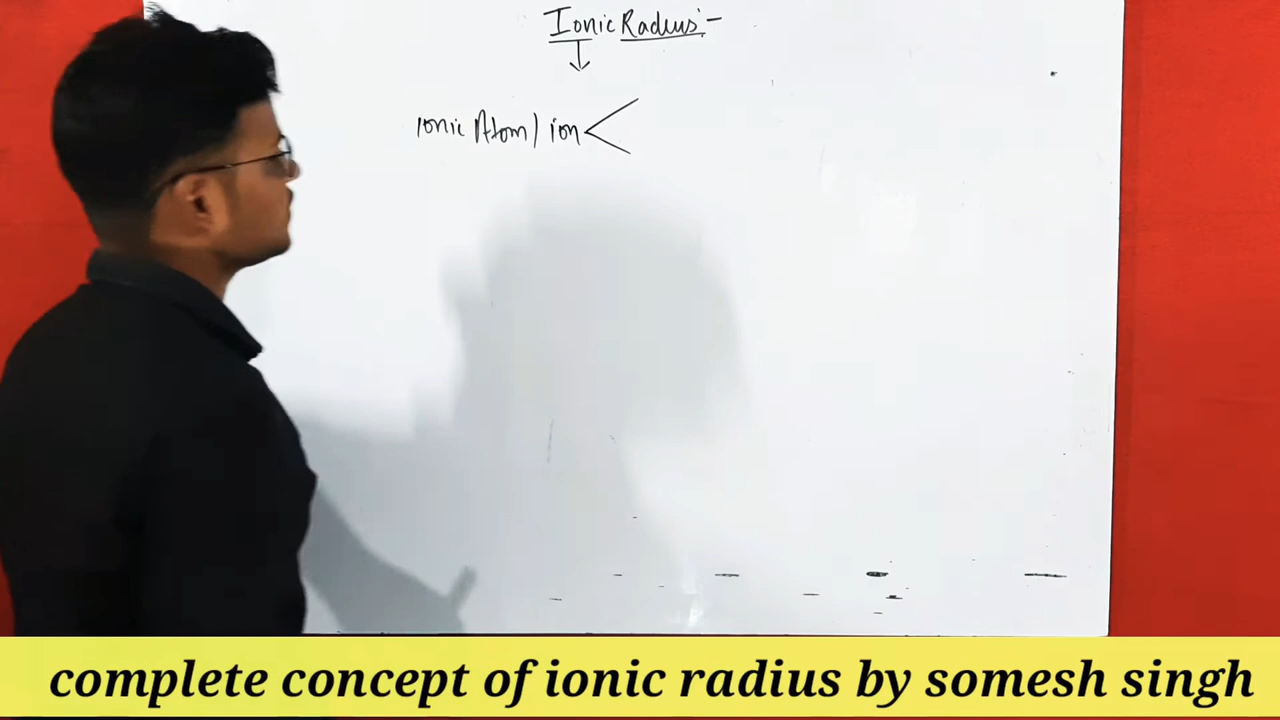 Ionic Radius:-
ionic Atom / ion
complete concept of ionic radius by somesh singh